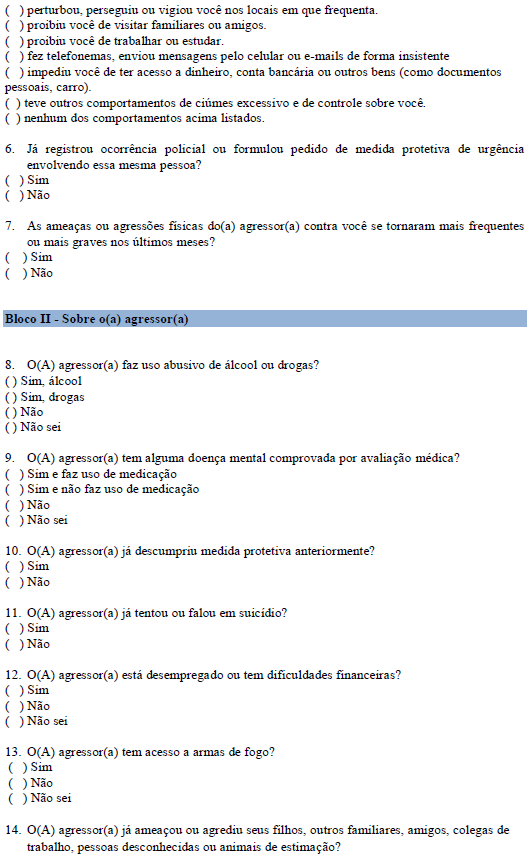 (   ) perturbou, perseguiu ou vigiou você nos locais em que frequenta.
(   ) proibiu você de visitar familiares ou amigos.
(   ) proibiu você de trabalhar ou estudar.
(   ) fez telefonemas, enviou mensagens pelo celular ou e-mails de forma insistente
(   ) impediu você de ter acesso a dinheiro, conta bancária ou outros bens (como documentos
pessoais, carro).
(  ) teve outros comportamentos de ciúmes excessivo e de controle sobre você.
(  ) nenhum dos comportamentos acima listados.
6. Já registrou ocorrência policial ou formulou pedido de medida protetiva de urgência
envolvendo essa mesma pessoa?
(   ) Sim
(   ) Não
7. As ameaças ou agressões físicas do(a) agressor(a) contra você se tornaram mais frequentes
ou mais graves nos últimos meses?
(   ) Sim
(   ) Não
Bloco II - Sobre o(a) agressor(a)
8. O(A) agressor(a) faz uso abusivo de álcool ou drogas?
( ) Sim, álcool
( ) Sim, drogas
( ) Não
( ) Não sei
9. O(A) agressor(a) tem alguma doença mental comprovada por avaliação médica?
(   ) Sim e faz uso de medicação
(   ) Sim e não faz uso de medicação
(   ) Não
(   ) Não sei
10. O(A) agressor(a) já descumpriu medida protetiva anteriormente?
(   ) Sim
(   ) Não
11. O(A) agressor(a) já tentou ou falou em suicídio?
(   ) Sim
(   ) Não
12. O(A) agressor(a) está desempregado ou tem dificuldades financeiras?
(   ) Sim
(   ) Não
(   ) Não sei
13. O(A) agressor(a) tem acesso a armas de fogo?
(   ) Sim
(   ) Não
(   ) Não sei
14. O(A) agressor(a) já ameaçou ou agrediu seus filhos, outros familiares, amigos, colegas de
trabalho, pessoas desconhecidas ou animais de estimação?